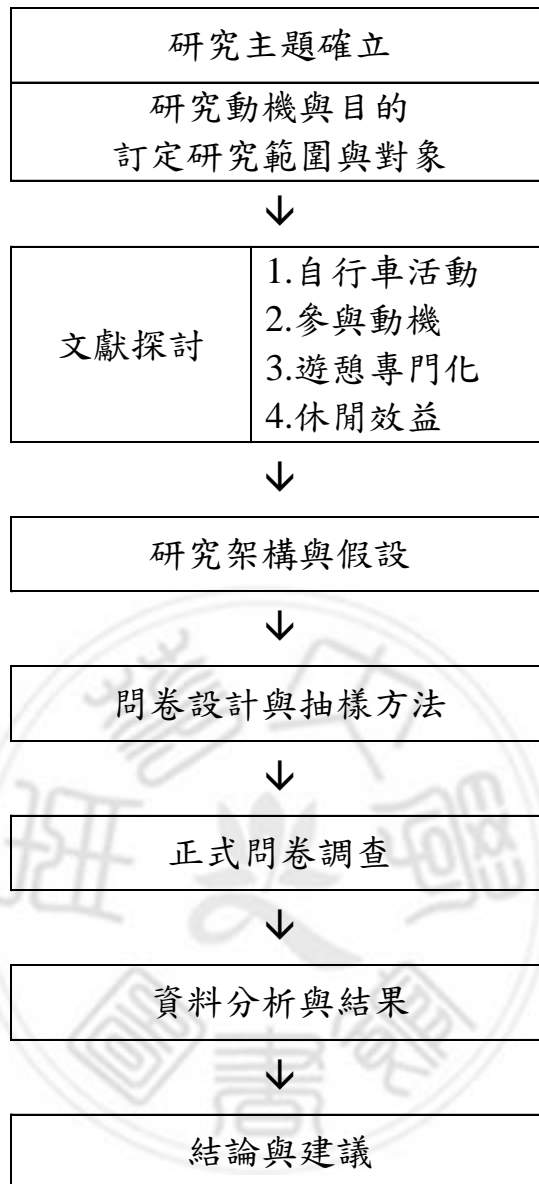 研究主題確立
研究動機與目的
訂定研究範圍與對象
↓
文獻探討
1.自行車活動
2.參與動機
3.遊憩專門化
4.休閒效益
↓
研究架構與假設
↓
問卷設計與抽樣方法
↓
正式問卷調查
↓
資料分析與結果
↓
結論與建議